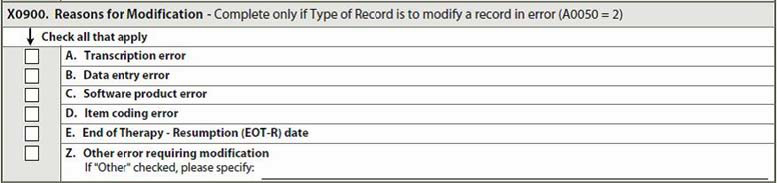 X0900. Reasons for Modification - Complete only if Type of Record is to modify a record in error (A0050 = 2)
Check all that apply
A. Transcription error
B. Data entry error
C. Software product error
D. Item coding error
E. End of Therapy - Resumption (EOT-R) date
Z. Other error requiring modification
If "Other" checked, please specify: